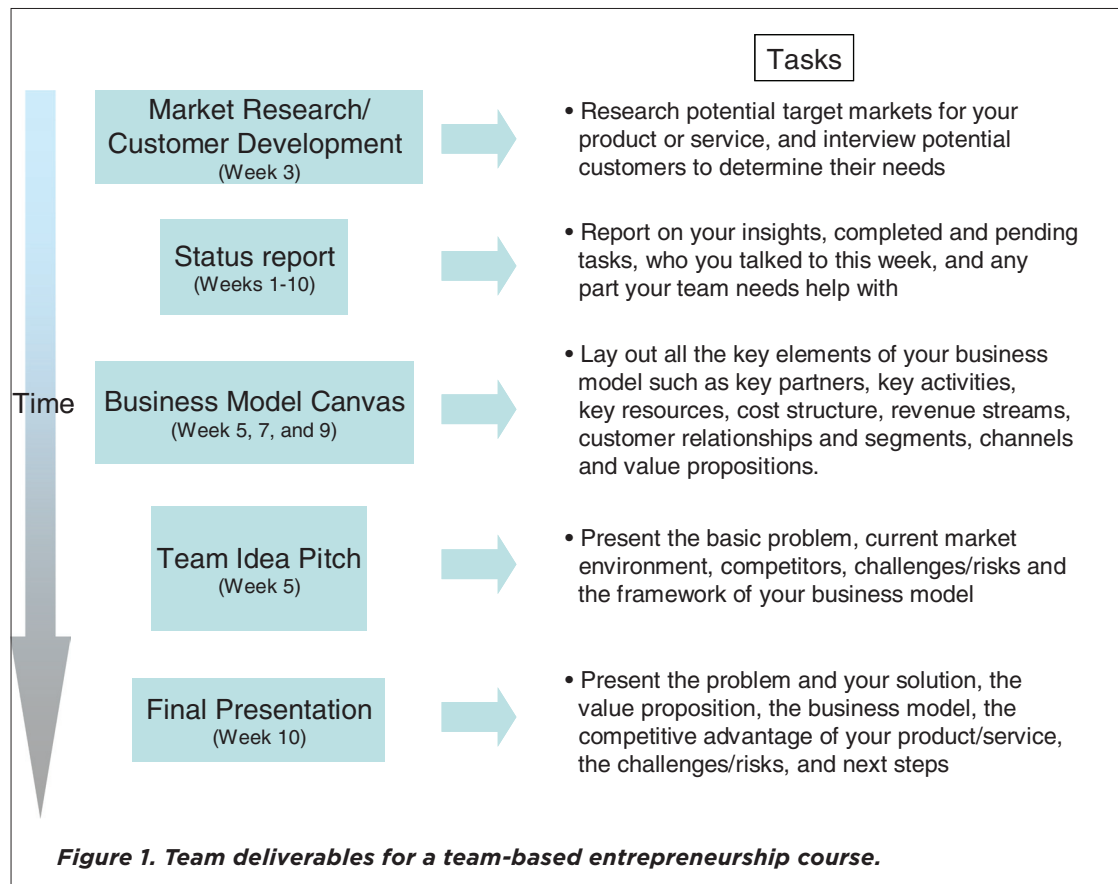 Tasks
Market Research/
Customer Development
(Week 3)
• Research potential target markets for your
product or service, and interview potential
customers to determine their needs
Status report
(Weeks 1-10)
• Report on your insights, completed and pending
tasks, who you talked to this week, and any
part your team needs help with
Time
Business Model Canvas
(Week 5, 7, and 9)
• Lay out all the key elements of your business
model such as key partners, key activities,
key resources, cost structure, revenue streams,
customer relationships and segments, channels
and value propositions.
Team Idea Pitch
(Week 5)
• Present the basic problem, current market
environment, competitors, challenges/risks and
the framework of your business model
Final Presentation
(Week 10)
• Present the problem and your solution, the
value proposition, the business model, the
competitive advantage of your product/service,
the challenges/risks, and next steps
Figure 1. Team deliverables for a team-based entrepreneurship course.